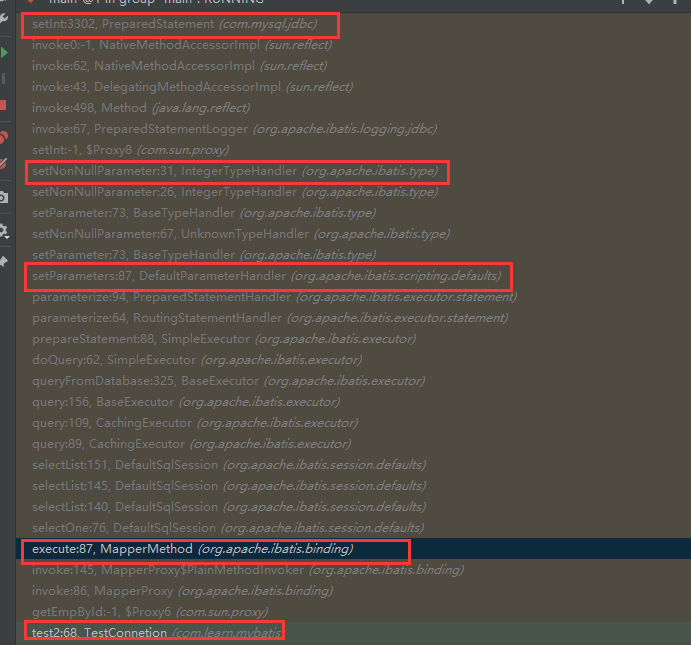 "main"@1 in group "main": RUNNING
setInt:3302, PreparedStatement (com.mysql.jdbc)
invoke0:-1, NativeMethodAccessorImpl (sun.reflect)
invoke:62, NativeMethodAccessorImpl (sun.reflect)
invoke:43, DelegatingMethodAccessorImpl (sun.reflect)
invoke:498, Method (java.lang.reflect)
invoke:67, PreparedStatementLogger (org.apache.ibatis.logging.jdbc)
setInt:-1, $Proxy8 (com.sun.proxy)
setNonNullParameter:31, IntegerTypeHandler (org.apache.ibatis.type)
setNonNullParameter:26, IntegerTypeHandler (org.apache.ibatis.type)
setParameter:73, BaseTypeHandler (org.apache.ibatis.type)
setNonNullParameter:67, UnknownTypeHandler (org.apache.ibatis.type)
setParameter:73, BaseTypeHandler (org.apache.ibatis.type)
setParameters:87, DefaultParameterHandler (org.apache.ibatis.scripting.defaults)
parameterize:94, PreparedStatementHandler (org.apache.ibatis.executor.statement)
parameterize:64, RoutingStatementHandler (org.apache.ibatis.executor.statement)
prepareStatement:88, SimpleExecutor (org.apache.ibatis.executor)
doQuery:62, SimpleExecutor (org.apache.ibatis.executor)
queryFromDatabase:325, BaseExecutor (org.apache.ibatis.executor)
query:156, BaseExecutor (org.apache.ibatis.executor)
query:109, CachingExecutor (org.apache.ibatis.executor)
query:89, CachingExecutor (org.apache.ibatis.executor)
selectList:151, DefaultSqlSession (org.apache.ibatis.session.defaults)
selectList:145, DefaultSqlSession (org.apache.ibatis.session.defaults)
selectList:140, DefaultSqlSession (org.apache.ibatis.session.defaults)
selectOne:76, DefaultSqlSession (org.apache.ibatis.session.defaults)
execute:87, MapperMethod (org.apache.ibatis.binding)
invoke:145, MapperProxy$PlainMethodInvoker (org.apache.ibatis.binding)
invoke:86, MapperProxy (org.apache.ibatis.binding)
getEmpById:-1, $Proxy6 (com.sun.proxy)
test2:68, TestConnetion (com.learn.mybatis